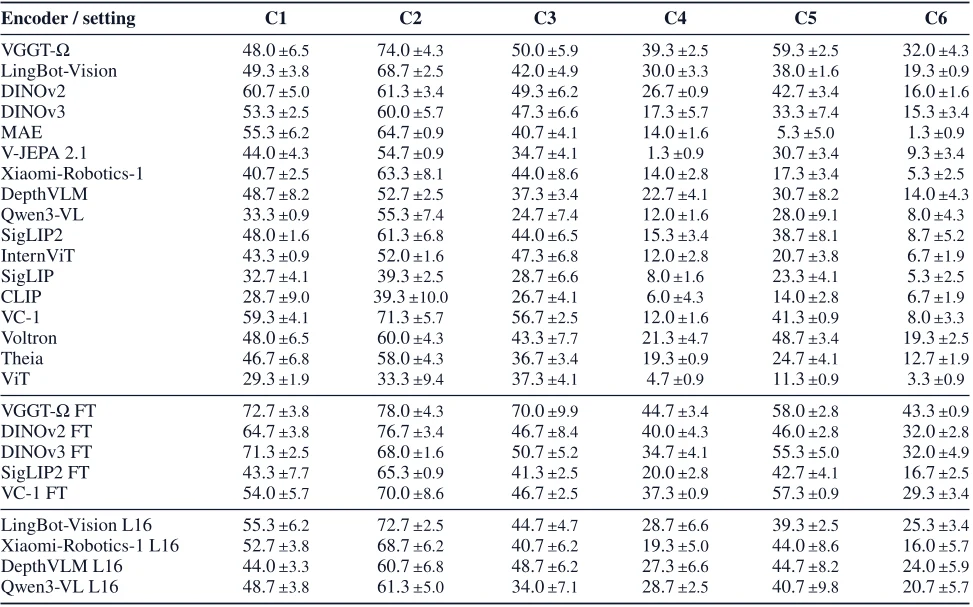 Encoder / setting C1 C2 C3 C4 C5 C6
VGGT-Ω 48.0 ±6.5 74.0 ±4.3 50.0 ±5.9 39.3 ±2.5 59.3 ±2.5 32.0 ±4.3
LingBot-Vision 49.3 ±3.8 68.7 ±2.5 42.0 ±4.9 30.0 ±3.3 38.0 ±1.6 19.3 ±0.9
DINOv2 60.7 ±5.0 61.3 ±3.4 49.3 ±6.2 26.7 ±0.9 42.7 ±3.4 16.0 ±1.6
DINOv3 53.3 ±2.5 60.0 ±5.7 47.3 ±6.6 17.3 ±5.7 33.3 ±7.4 15.3 ±3.4
MAE 55.3 ±6.2 64.7 ±0.9 40.7 ±4.1 14.0 ±1.6 5.3 ±5.0 1.3 ±0.9
V-JEPA 2.1 44.0 ±4.3 54.7 ±0.9 34.7 ±4.1 1.3 ±0.9 30.7 ±3.4 9.3 ±3.4
Xiaomi-Robotics-1 40.7 ±2.5 63.3 ±8.1 44.0 ±8.6 14.0 ±2.8 17.3 ±3.4 5.3 ±2.5
DepthVLM 48.7 ±8.2 52.7 ±2.5 37.3 ±3.4 22.7 ±4.1 30.7 ±8.2 14.0 ±4.3
Qwen3-VL 33.3 ±0.9 55.3 ±7.4 24.7 ±7.4 12.0 ±1.6 28.0 ±9.1 8.0 ±4.3
SigLIP2 48.0 ±1.6 61.3 ±6.8 44.0 ±6.5 15.3 ±3.4 38.7 ±8.1 8.7 ±5.2
InternViT 43.3 ±0.9 52.0 ±1.6 47.3 ±6.8 12.0 ±2.8 20.7 ±3.8 6.7 ±1.9
SigLIP 32.7 ±4.1 39.3 ±2.5 28.7 ±6.6 8.0 ±1.6 23.3 ±4.1 5.3 ±2.5
CLIP 28.7 ±9.0 39.3 ±10.0 26.7 ±4.1 6.0 ±4.3 14.0 ±2.8 6.7 ±1.9
VC-1 59.3 ±4.1 71.3 ±5.7 56.7 ±2.5 12.0 ±1.6 41.3 ±0.9 8.0 ±3.3
Voltron 48.0 ±6.5 60.0 ±4.3 43.3 ±7.7 21.3 ±4.7 48.7 ±3.4 19.3 ±2.5
Theia 46.7 ±6.8 58.0 ±4.3 36.7 ±3.4 19.3 ±0.9 24.7 ±4.1 12.7 ±1.9
ViT 29.3 ±1.9 33.3 ±9.4 37.3 ±4.1 4.7 ±0.9 11.3 ±0.9 3.3 ±0.9
VGGT-Ω FT 72.7 ±3.8 78.0 ±4.3 70.0 ±9.9 44.7 ±3.4 58.0 ±2.8 43.3 ±0.9
DINOv2 FT 64.7 ±3.8 76.7 ±3.4 46.7 ±8.4 40.0 ±4.3 46.0 ±2.8 32.0 ±2.8
DINOv3 FT 71.3 ±2.5 68.0 ±1.6 50.7 ±5.2 34.7 ±4.1 55.3 ±5.0 32.0 ±4.9
SigLIP2 FT 43.3 ±7.7 65.3 ±0.9 41.3 ±2.5 20.0 ±2.8 42.7 ±4.1 16.7 ±2.5
VC-1 FT 54.0 ±5.7 70.0 ±8.6 46.7 ±2.5 37.3 ±0.9 57.3 ±0.9 29.3 ±3.4
LingBot-Vision L16 55.3 ±6.2 72.7 ±2.5 44.7 ±4.7 28.7 ±6.6 39.3 ±2.5 25.3 ±3.4
Xiaomi-Robotics-1 L16 52.7 ±3.8 68.7 ±6.2 40.7 ±6.2 19.3 ±5.0 44.0 ±8.6 16.0 ±5.7
DepthVLM L16 44.0 ±3.3 60.7 ±6.8 48.7 ±6.2 27.3 ±6.6 44.7 ±8.2 24.0 ±5.9
Qwen3-VL L16 48.7 ±3.8 61.3 ±5.0 34.0 ±7.1 28.7 ±2.5 40.7 ±9.8 20.7 ±5.7